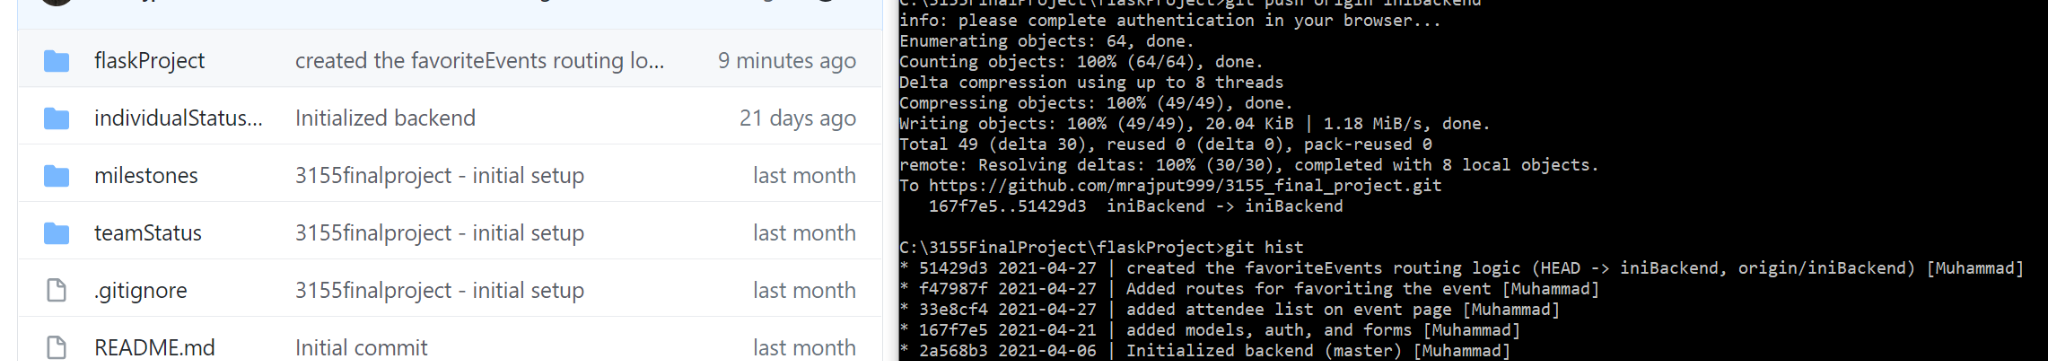 flaskProject created the favoriteEvents routing lo... 9 minutes ago
individualStatus... Initialized backend 21 days ago
milestones 3155finalproject - initial setup last month
teamStatus 3155finalproject - initial setup last month
.gitignore 3155finalproject - initial setup last month
README.md Initial commit last month
C:\3155FinalProject\flaskProject>git push origin iniBackend
info: please complete authentication in your browser...
Enumerating objects: 64, done.
Counting objects: 100% (64/64), done.
Delta compression using up to 8 threads
Compressing objects: 100% (49/49), done.
Writing objects: 100% (49/49), 20.04 KiB | 1.18 MiB/s, done.
Total 49 (delta 30), reused 0 (delta 0), pack-reused 0
remote: Resolving deltas: 100% (30/30), completed with 8 local objects.
To https://github.com/mrajput999/3155_final_project.git
167f7e5..51429d3 iniBackend -> iniBackend
C:\3155FinalProject\flaskProject>git hist
* 51429d3 2021-04-27 | created the favoriteEvents routing logic (HEAD -> iniBackend, origin/iniBackend) [Muhammad]
* f47987f 2021-04-27 | Added routes for favoriting the event [Muhammad]
* 33e8cf4 2021-04-27 | added attendee list on event page [Muhammad]
* 167f7e5 2021-04-21 | added models, auth, and forms [Muhammad]
* 2a568b3 2021-04-06 | Initialized backend (master) [Muhammad]